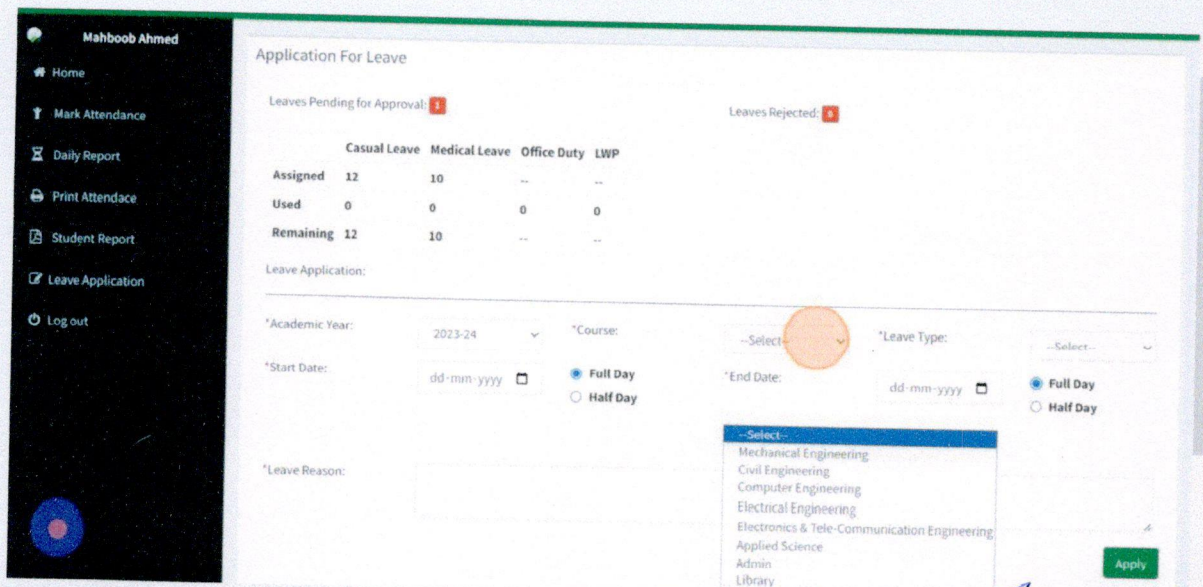 Mahboob Ahmed
Home
Mark Attendance
Daily Report
Print Attendace
Student Report
Leave Application
Log out
Application For Leave
Leaves Pending for Approval: 1
Leaves Rejected:
Casual Leave Medical Leave Office Duty LWP
Assigned 12 10 -- --
Used 0 0 0 0
Remaining 12 10 -- --
Leave Application:
*Academic Year: 2023-24 *Course: --Select-- *Leave Type: --Select--
*Start Date: dd-mm-yyyy Full Day *End Date: dd-mm-yyyy Full Day
Half Day Half Day
--Select--
Mechanical Engineering
*Leave Reason: Civil Engineering
Computer Engineering
Electrical Engineering
Electronics & Tele-Communication Engineering
Applied Science
Admin
Library
Apply